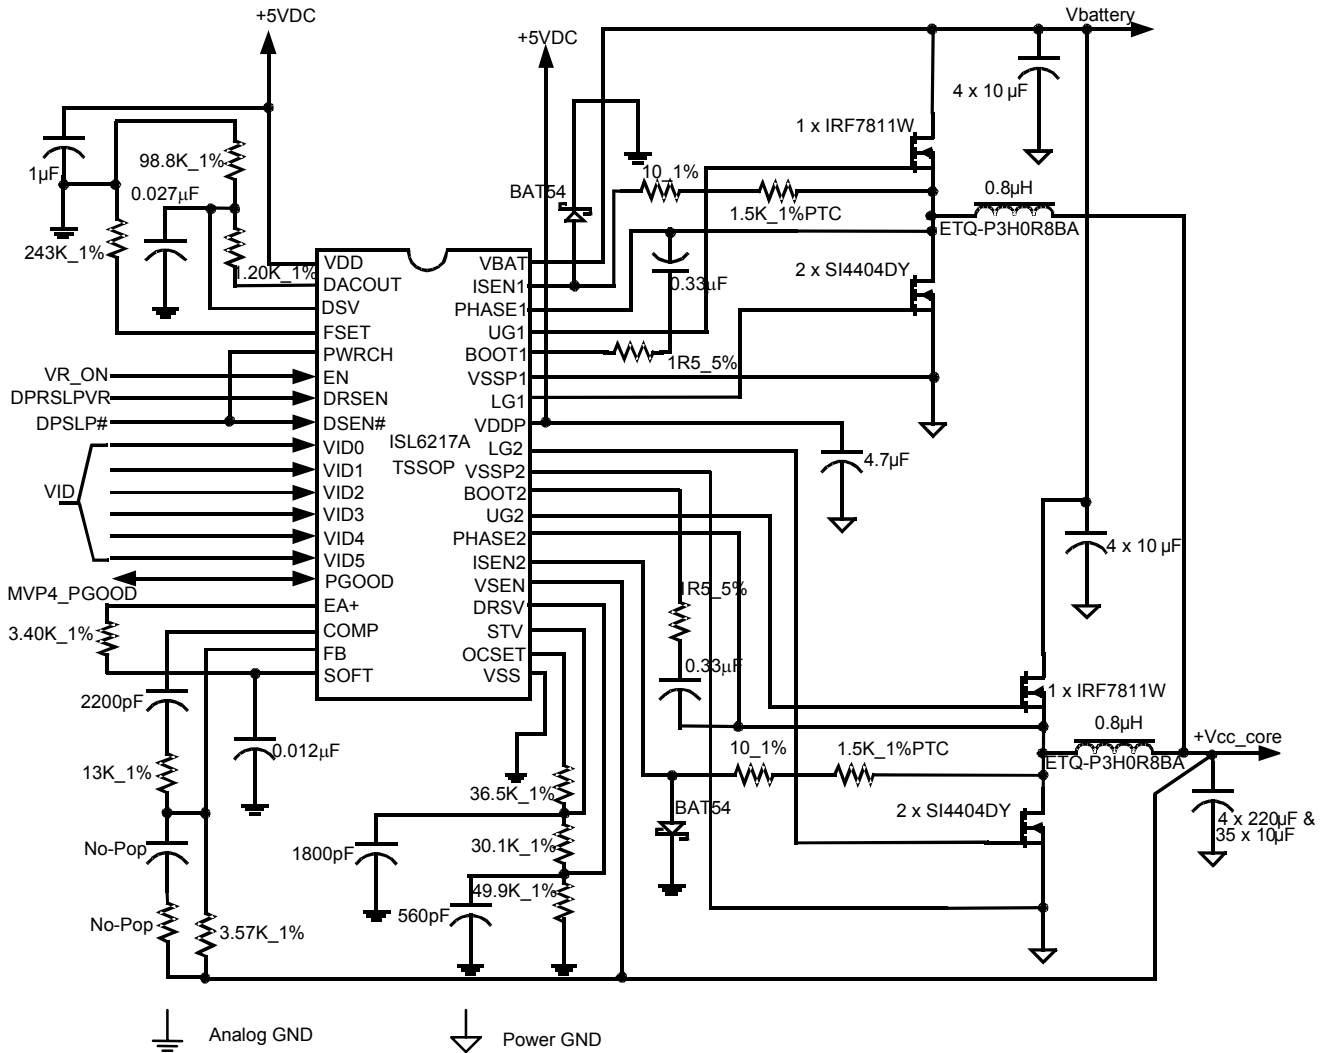 +5VDC
+5VDC
Vbattery
4 x 10 µF
1 x IRF7811W
1µF
98.8K_1%
0.027µF
10_1%
BAT54
1.5K_1%PTC
0.8µH
ETQ-P3H0R8BA
243K_1%
1.20K_1%
0.33µF
2 x SI4404DY
1R5_5%
VDD
DACOUT
DSV
FSET
PWRCH
EN
DRSEN
DSEN#
VID0
VID1
VID2
VID3
VID4
VID5
PGOOD
EA+
COMP
FB
SOFT
ISL6217A
TSSOP
VBAT
ISEN1
PHASE1
UG1
BOOT1
VSSP1
LG1
VDDP
LG2
VSSP2
BOOT2
UG2
PHASE2
ISEN2
VSEN
DRSV
STV
OCSET
VSS
VR_ON
DPRSLPVR
DPSLP#
VID
MVP4_PGOOD
4.7µF
4 x 10 µF
1R5_5%
0.33µF
3.40K_1%
2200pF
0.012µF
13K_1%
1 x IRF7811W
0.8µH
+Vcc_core
ETQ-P3H0R8BA
10_1%
1.5K_1%PTC
BAT54
2 x SI4404DY
4 x 220µF &
35 x 10µF
36.5K_1%
30.1K_1%
49.9K_1%
1800pF
560pF
No-Pop
No-Pop
3.57K_1%
Analog GND
Power GND